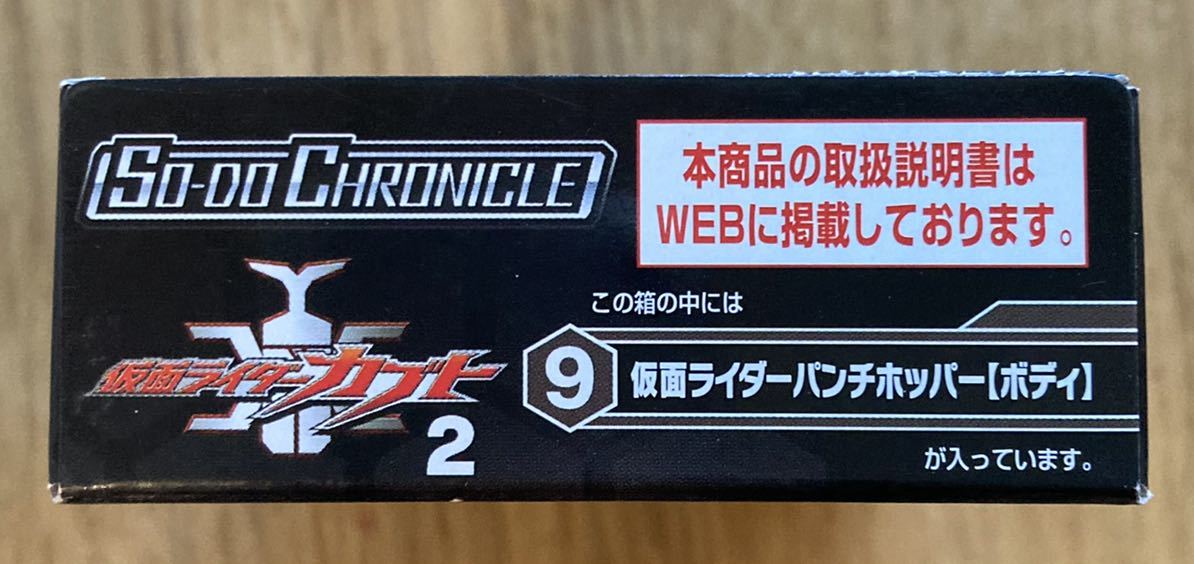 SO-DO CHRONICLE
本商品の取扱説明書は
WEBに掲載しております。
仮面ライダーカブト
2
この箱の中には
9 仮面ライダーパンチホッパー【ボディ】
が入っています。